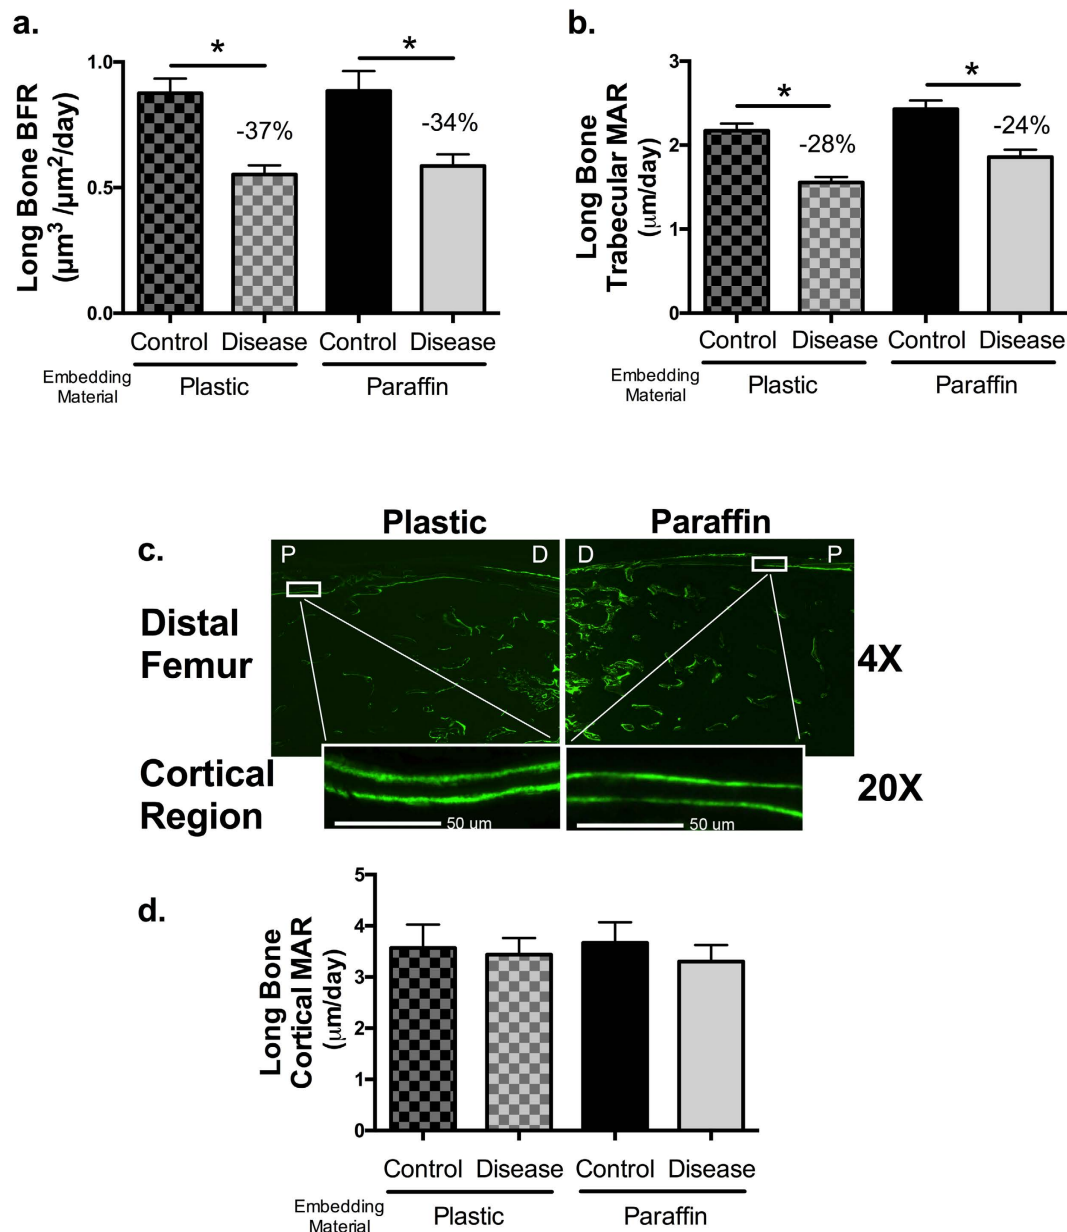 a.
Long Bone BFR
(µm³ /µm²/day)
1.0
0.5
0.0
*
*
-37%
-34%
Control Disease Control Disease
Embedding
Material
Plastic
Paraffin
b.
Long Bone
Trabecular MAR
(µm/day)
3
2
1
0
*
*
-28%
-24%
Control Disease Control Disease
Embedding
Material
Plastic
Paraffin
c.
Plastic
Paraffin
P
D
D
P
Distal
Femur
4X
Cortical
Region
50 um
50 um
20X
d.
Long Bone
Cortical MAR
(µm/day)
5
4
3
2
1
0
Control Disease Control Disease
Embedding
Material
Plastic
Paraffin